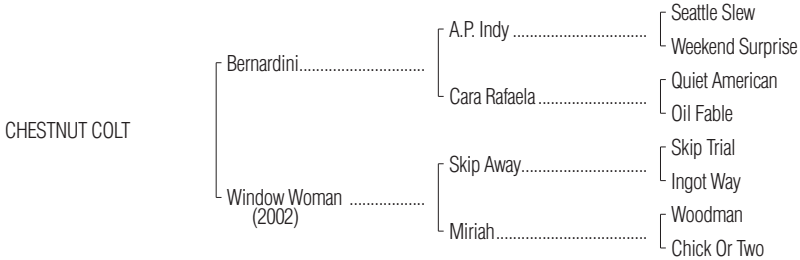 Seattle Slew
A.P. Indy ................................
Weekend Surprise
Bernardini..............................
Quiet American
Cara Rafaela ..........................
Oil Fable
CHESTNUT COLT
Skip Trial
Skip Away..............................
Ingot Way
Window Woman ..................
(2002)
Woodman
Miriah....................................
Chick Or Two